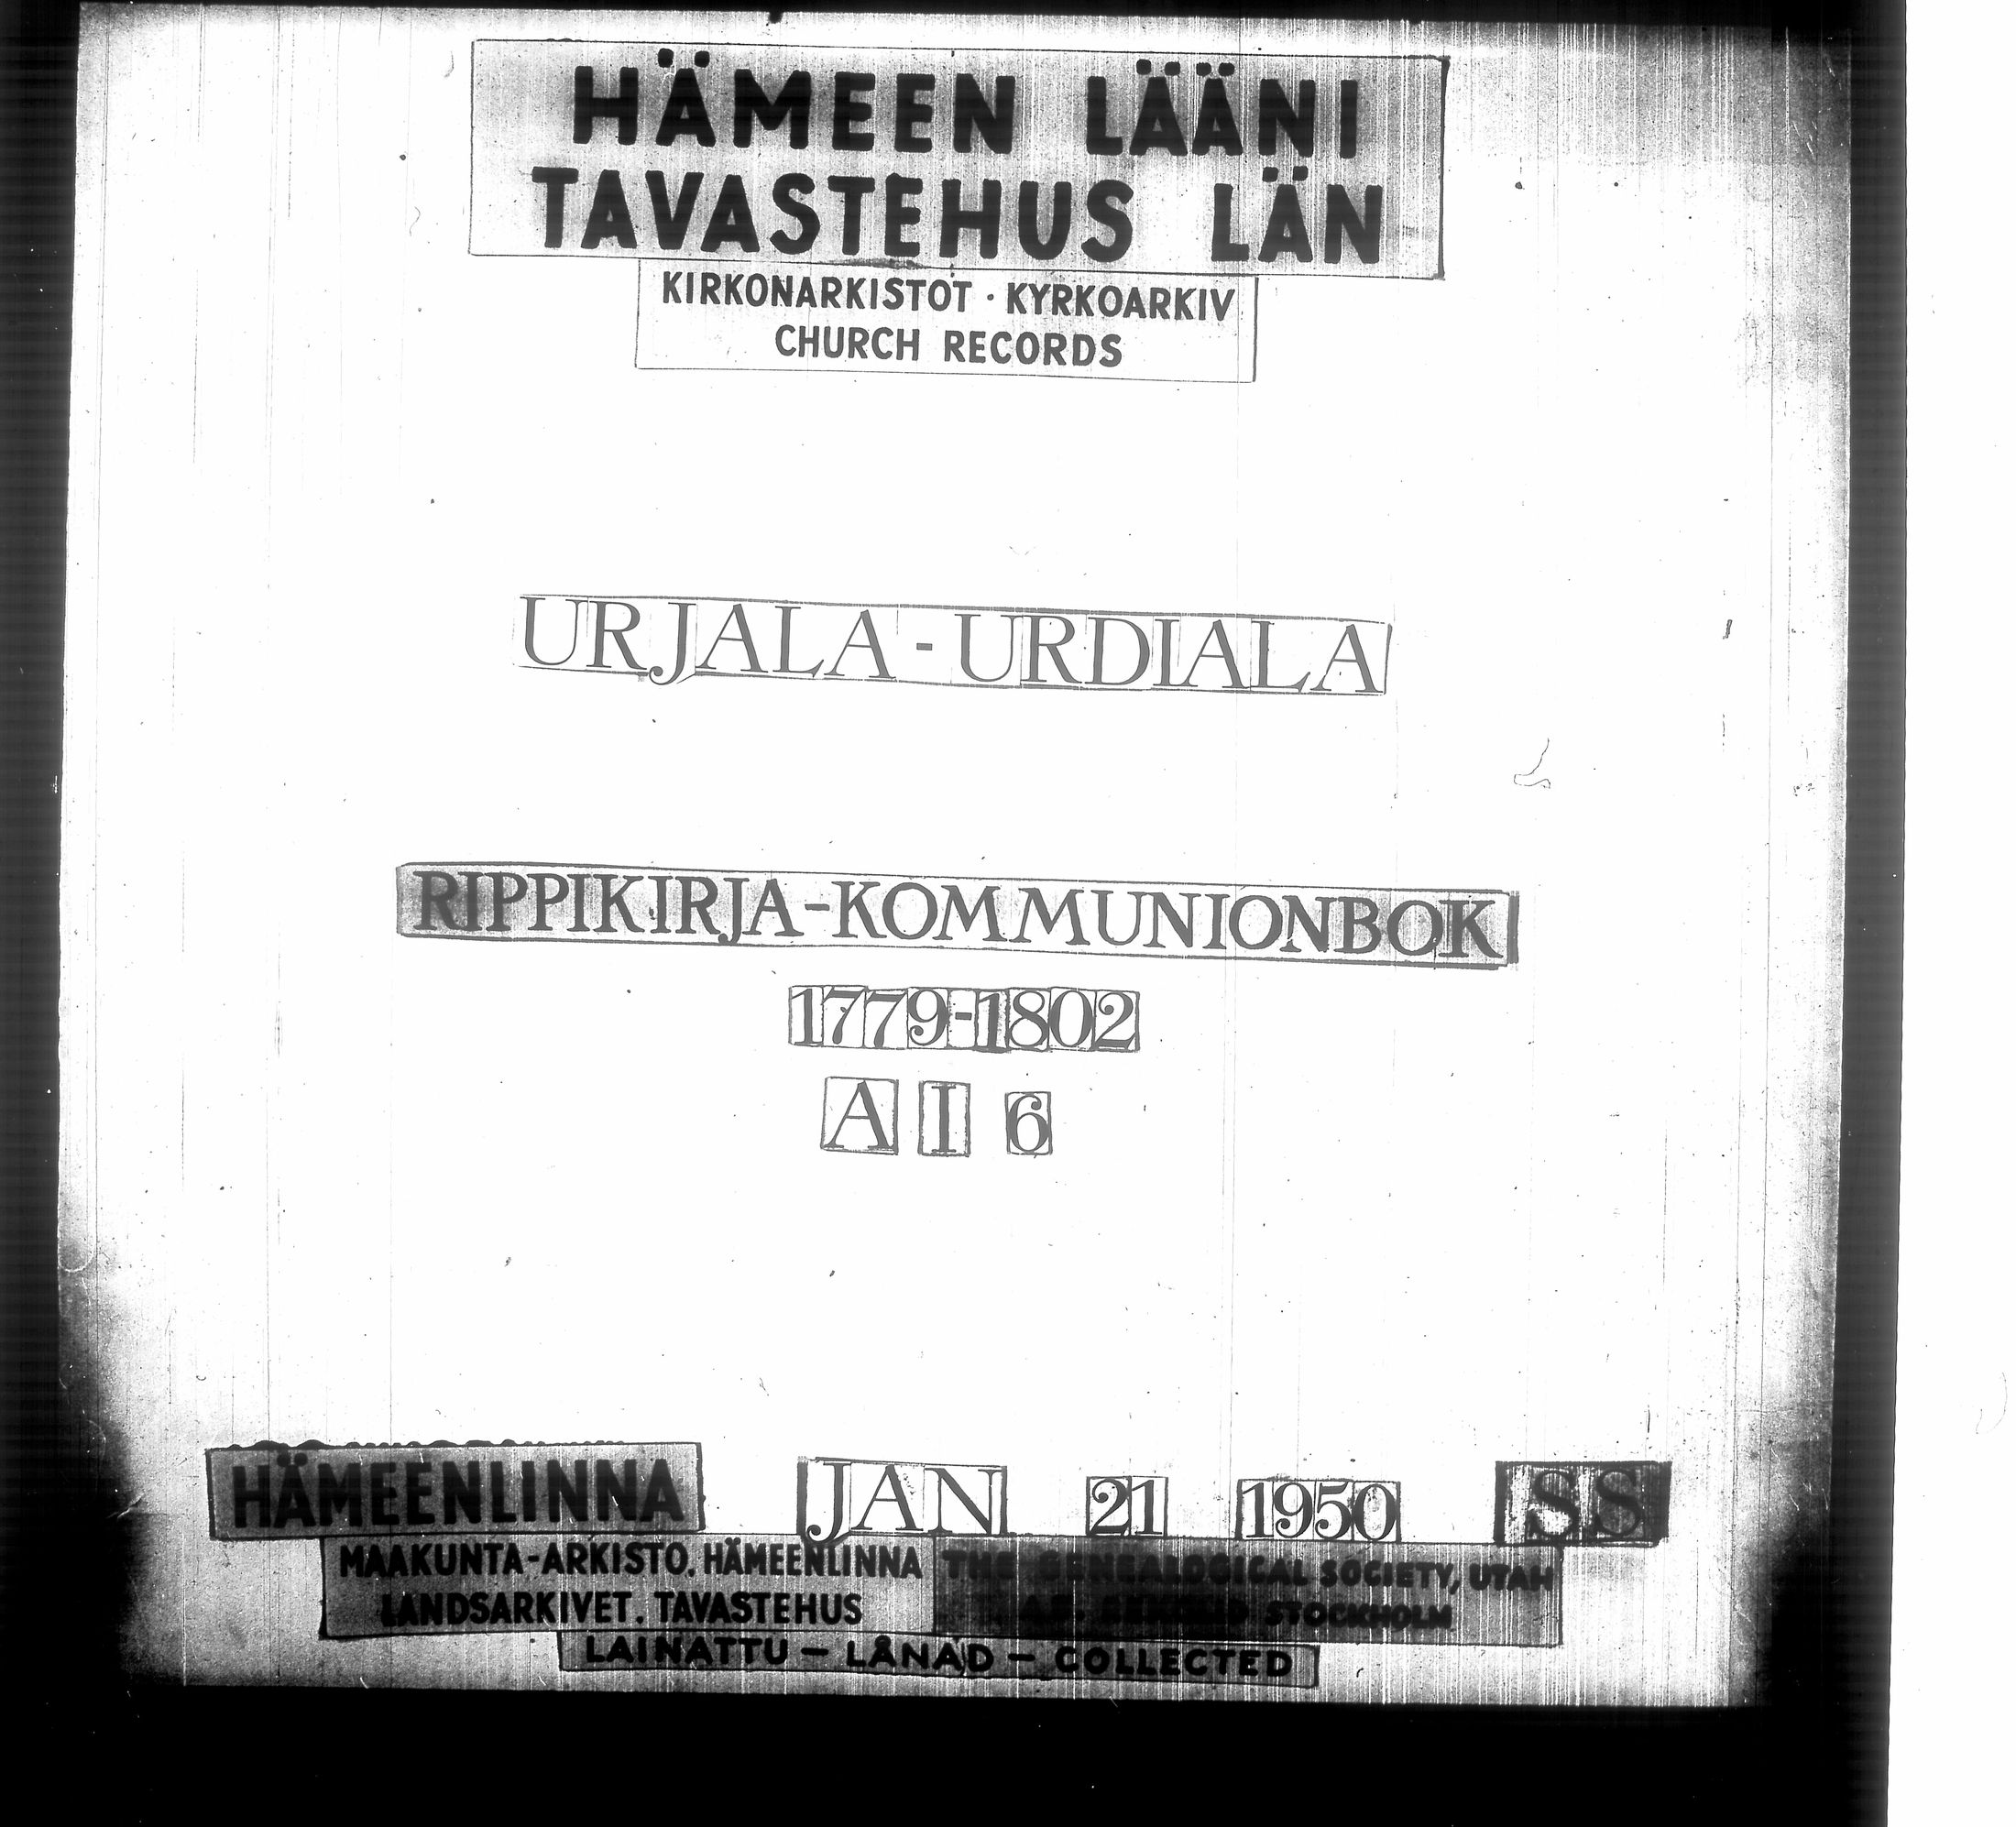 HÄMEEN LÄÄNI
TAVASTEHUS LÄN
KIRKONARKISTOT · KYRKOARKIV
CHURCH RECORDS
URJALA - URDIALA
RIPPIKIRJA-KOMMUNIONBOK
1779-1802
A I 6
HÄMEENLINNA JAN 21 1950 SS
MAAKUNTA-ARKISTO. HÄMEENLINNA
LANDSARKIVET. TAVASTEHUS
THE GENEALOGICAL SOCIETY, UTAH
STOCKHOLM
LAINATTU – LÅNAD – COLLECTED